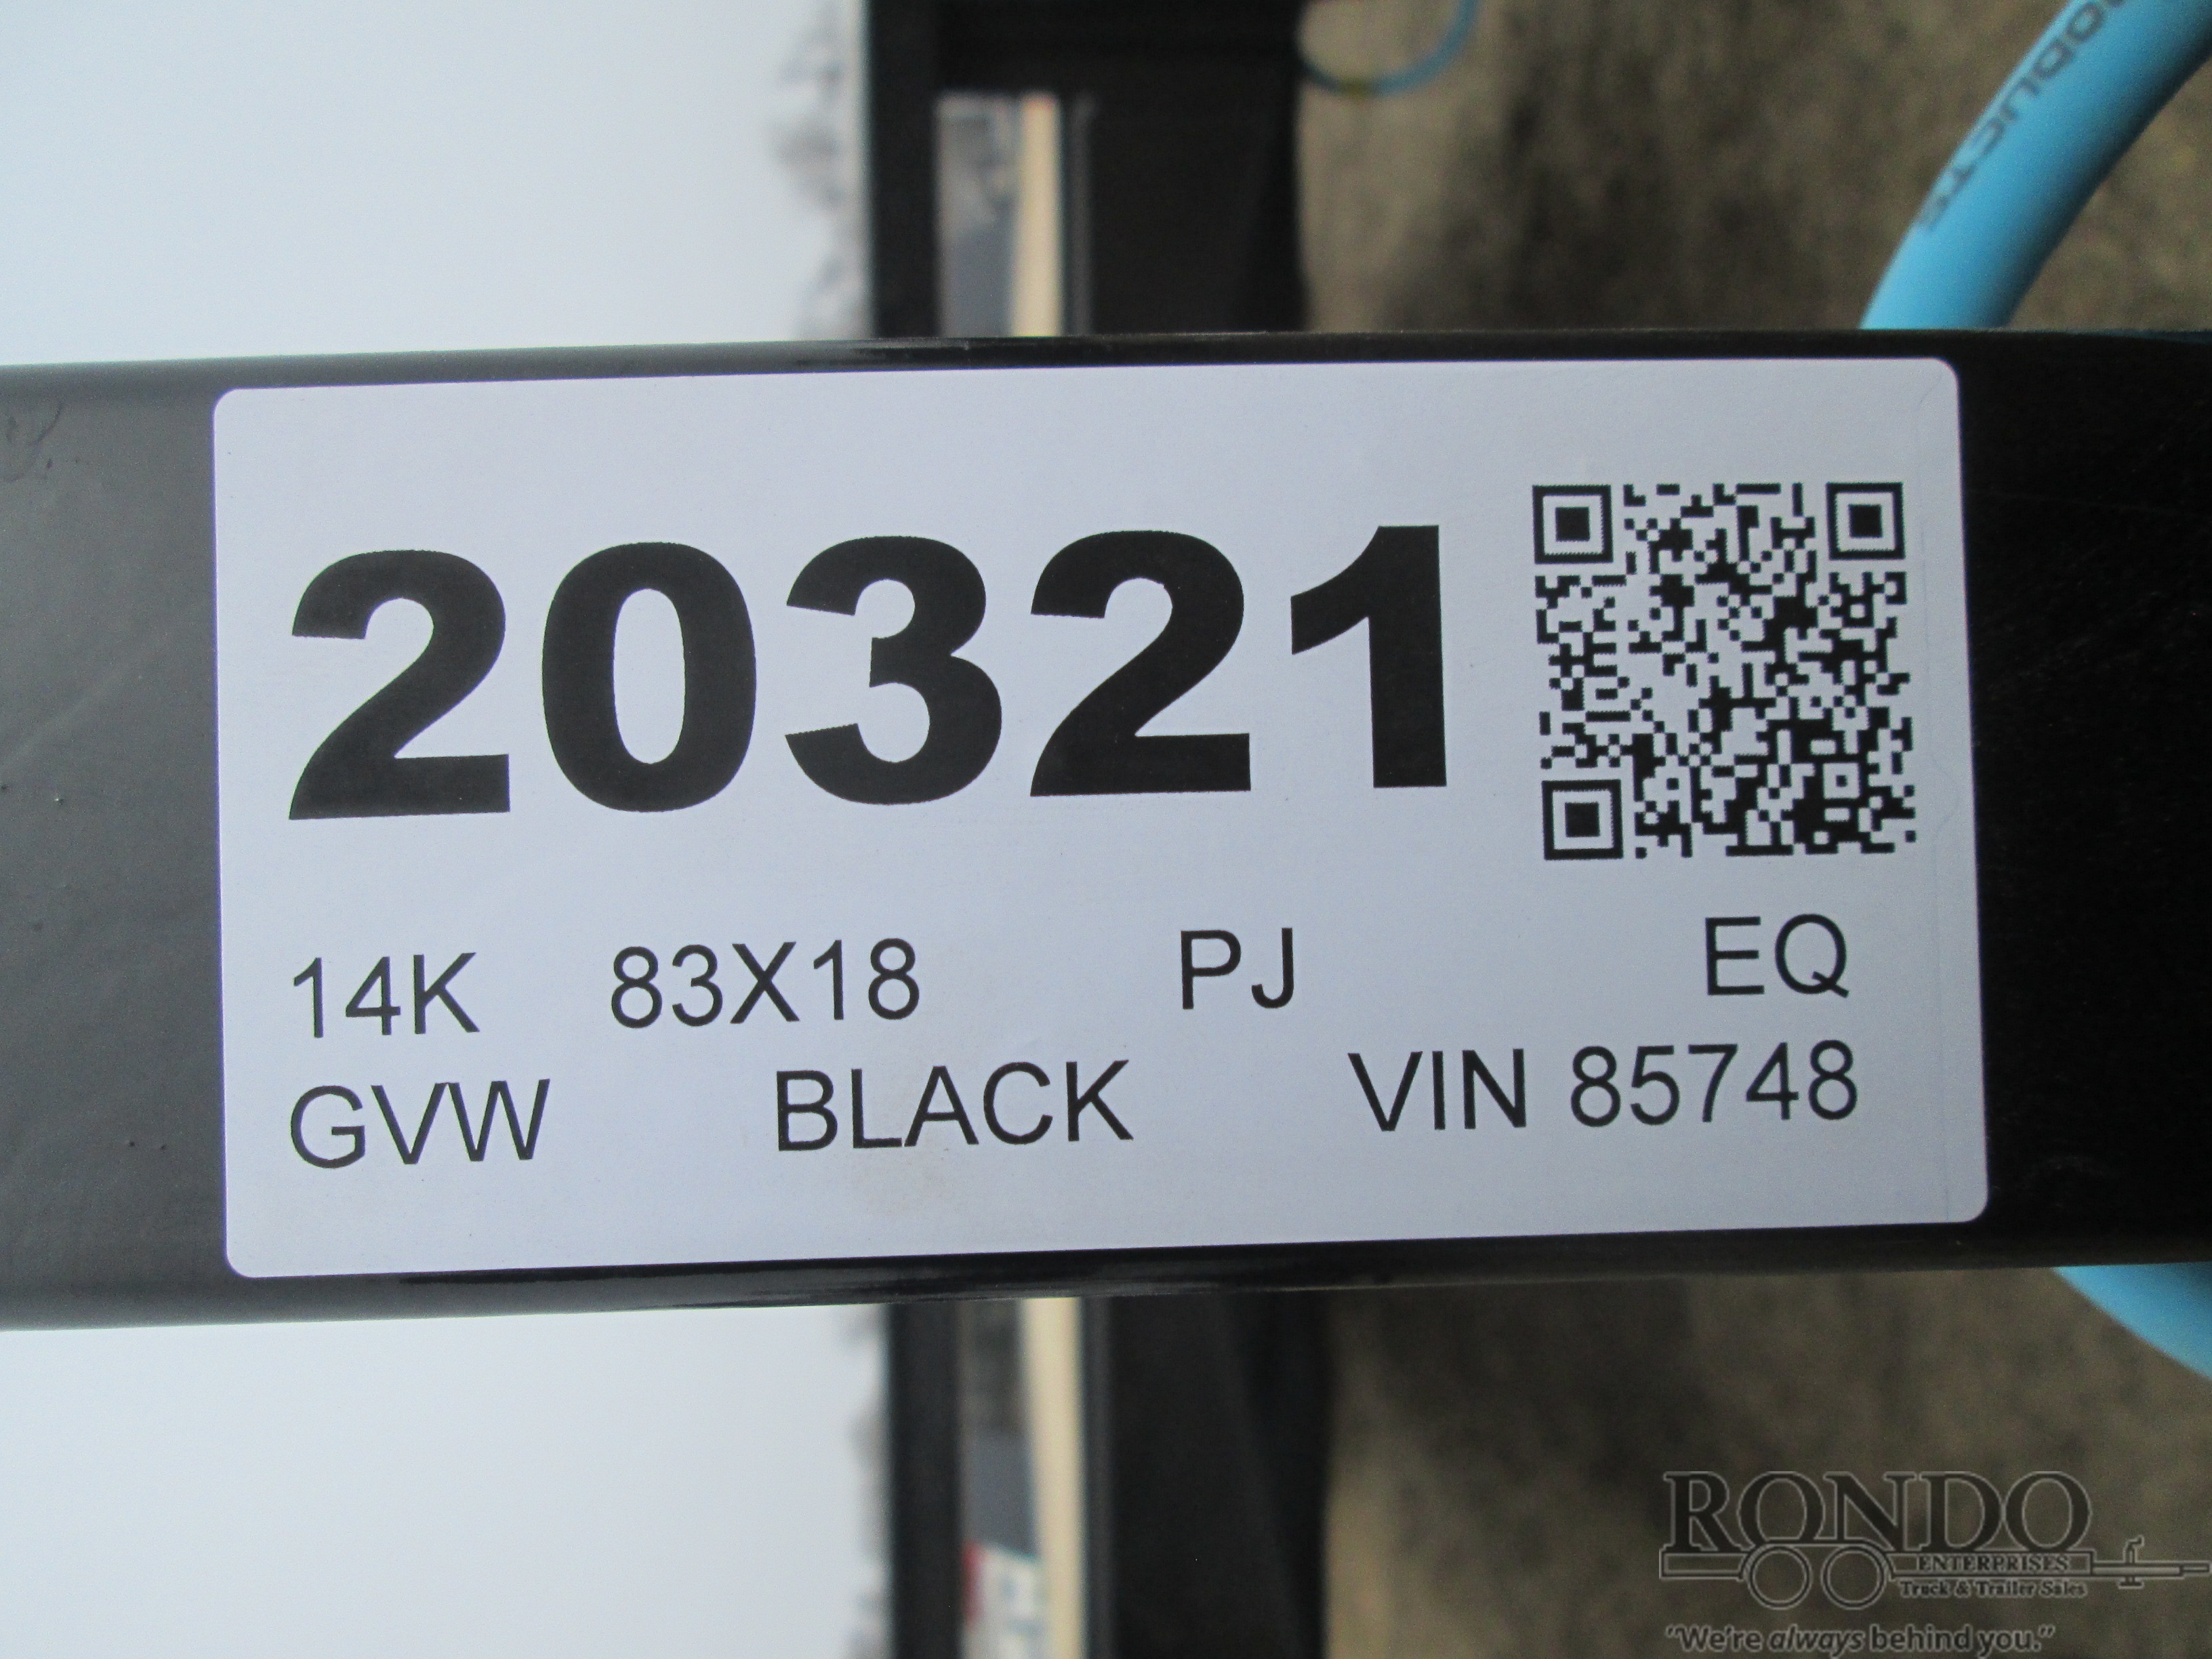 ODUCTS
20321
14K 83X18 PJ EQ
GVW BLACK VIN 85748
RONDO
ENTERPRISES
Truck & Trailer Sales
"We're always behind you."